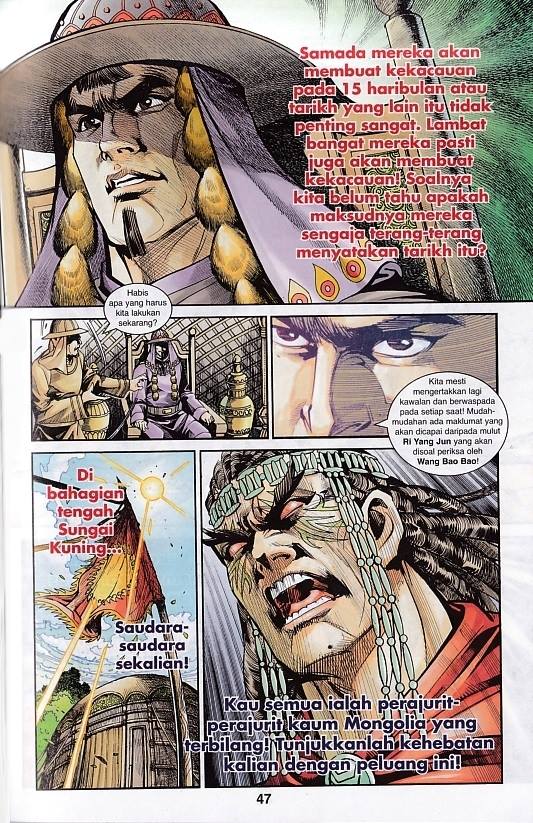 Samada mereka akan
membuat kekacauan
pada 15 haribulan atau
tarikh yang lain itu tidak
penting sangat. Lambat
bangat mereka pasti
juga akan membuat
kekacauan! Soalnya
kita belum tahu apakah
maksudnya mereka
sengaja terang-terang
menyatakan tarikh itu?
Habis
apa yang harus
kita lakukan
sekarang?
Kita mesti
mengertakkan lagi
kawalan dan berwaspada
pada setiap saat! Mudah-
mudahan ada maklumat yang
akan dicapai daripada mulut
Ri Yang Jun yang akan
disoal periksa oleh
Wang Bao Bao!
Di
bahagian
tengah
Sungai
Kuning...
Saudara-
saudara
sekalian!
Kau semua ialah perajurit-
perajurit kaum Mongolia yang
terbilang! Tunjukkanlah kehebatan
kalian dengan peluang ini!
47